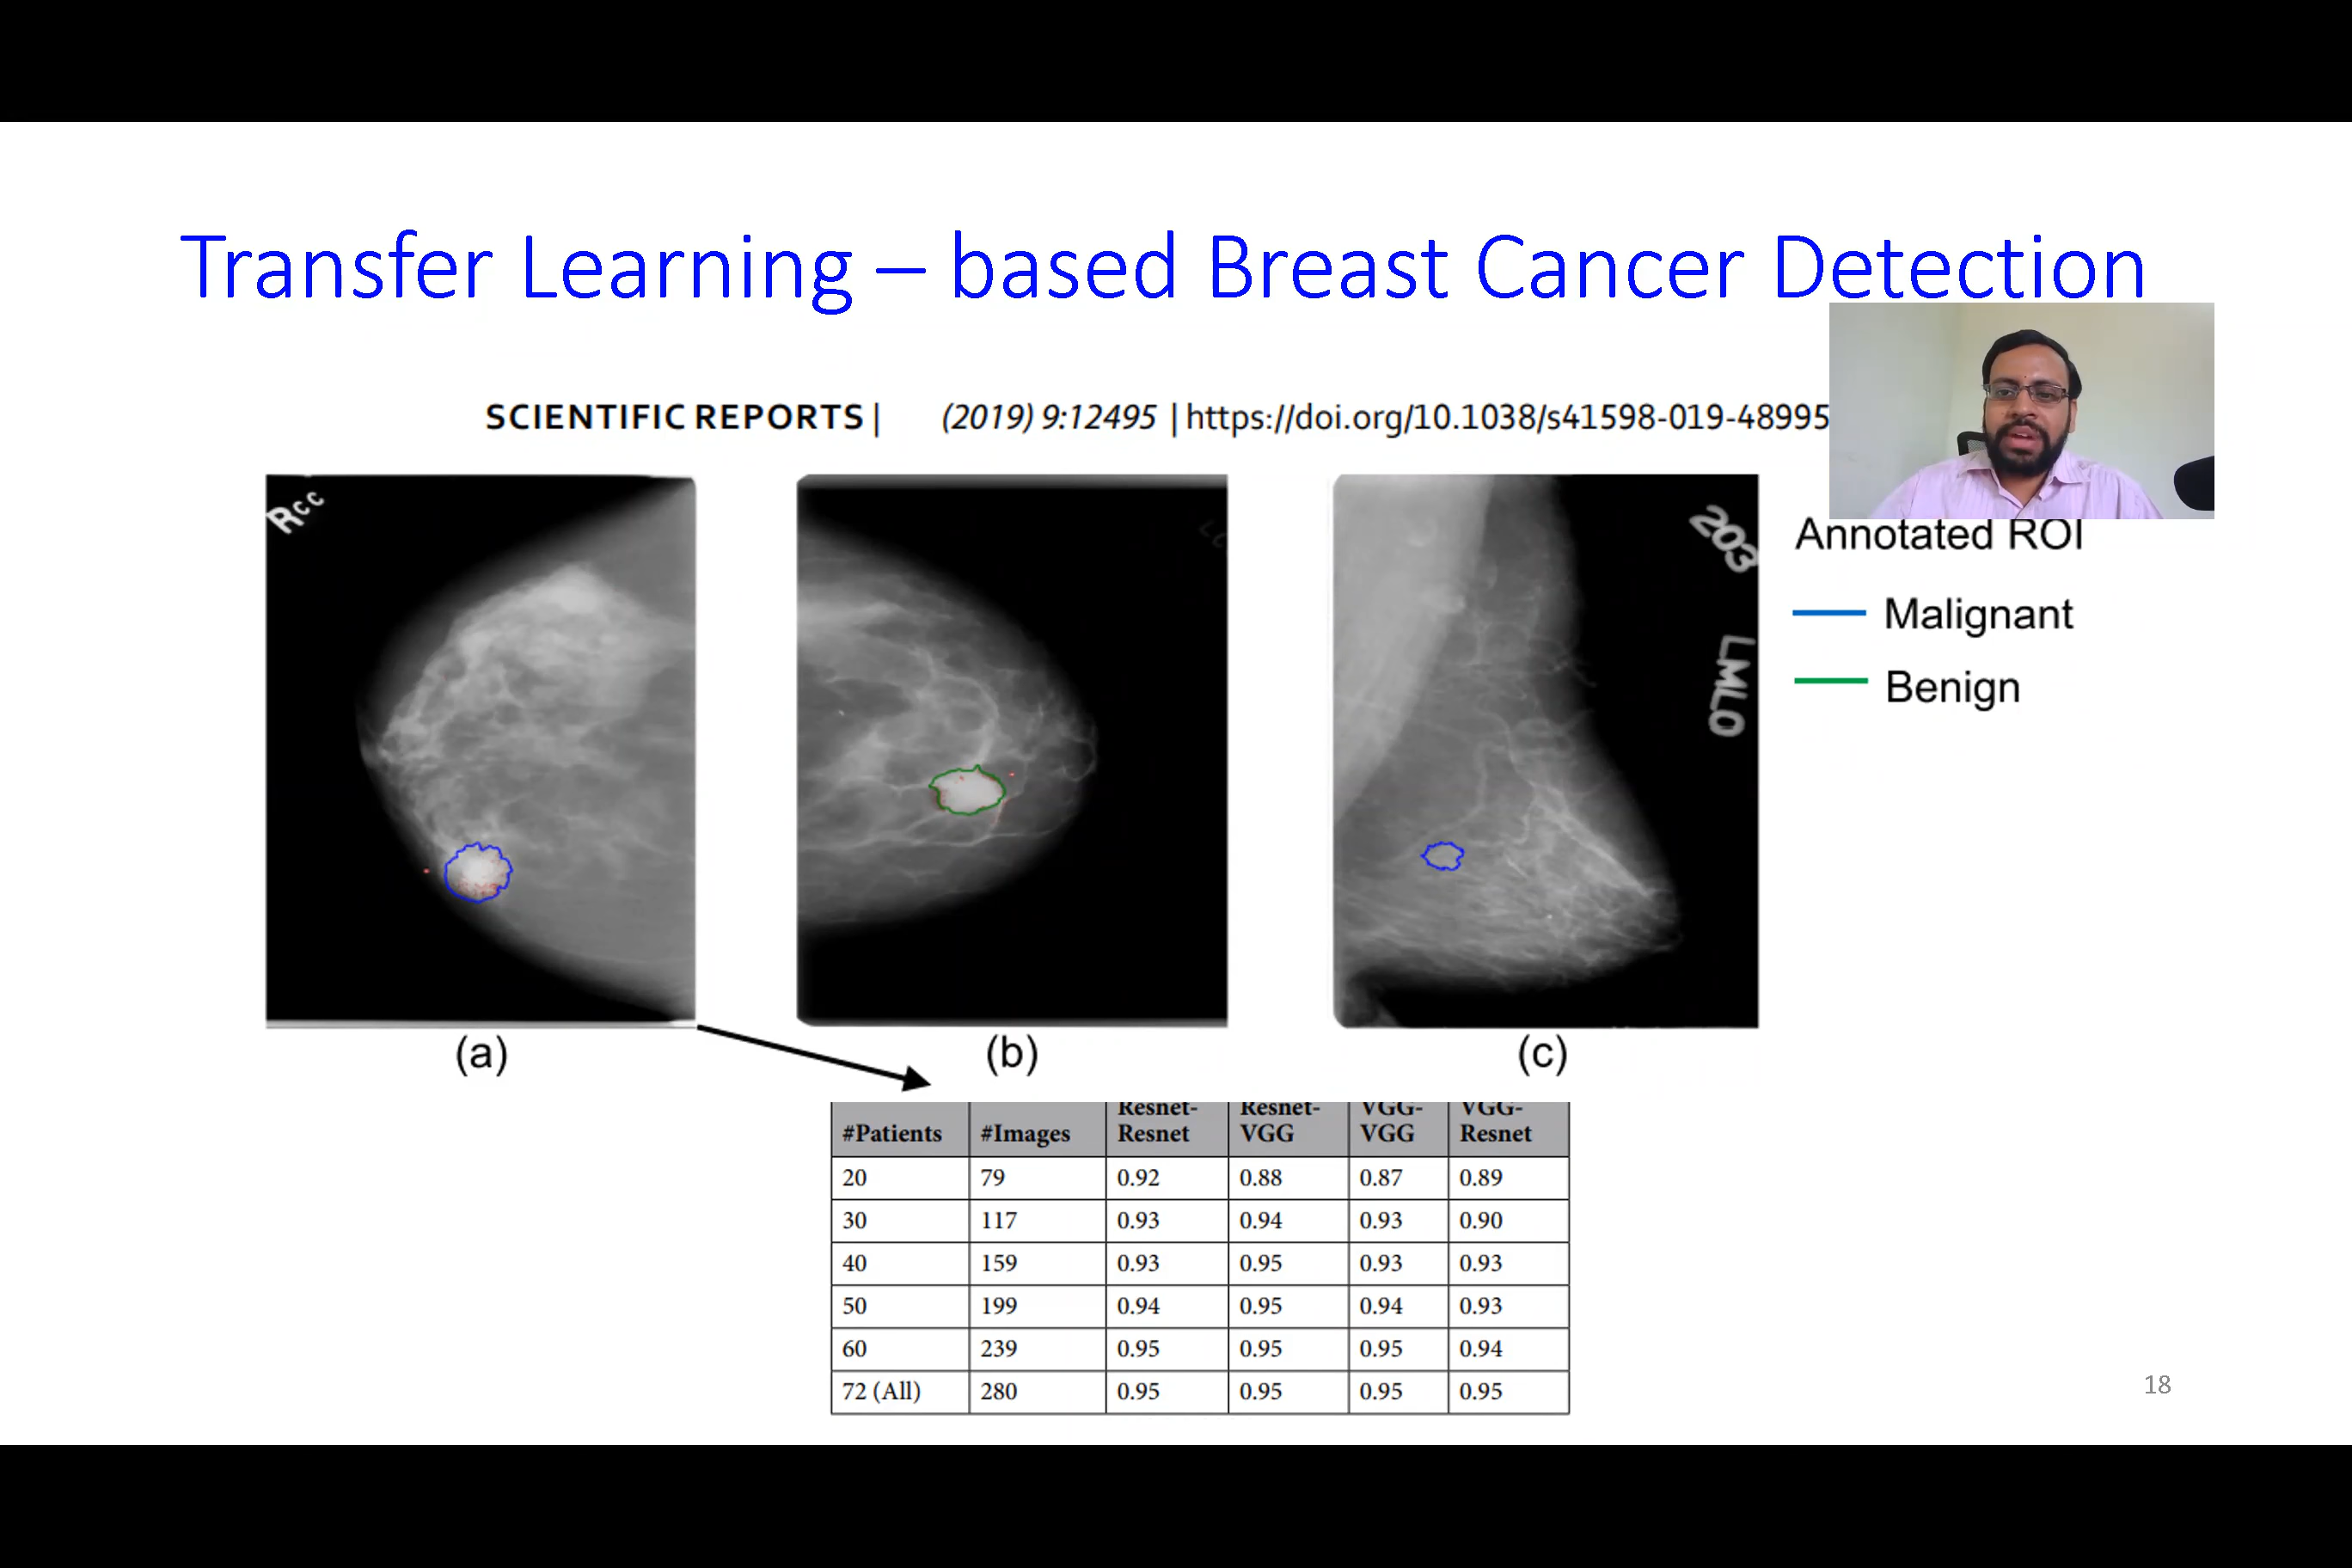 Transfer Learning – based Breast Cancer Detection
SCIENTIFIC REPORTS | (2019) 9:12495 | https://doi.org/10.1038/s41598-019-48995
Rcc
203
LMLO
Annotated ROI
Malignant
Benign
(a) (b) (c)
#Patients #Images Resnet-Resnet Resnet-VGG VGG-VGG VGG-Resnet
20 79 0.92 0.88 0.87 0.89
30 117 0.93 0.94 0.93 0.90
40 159 0.93 0.95 0.93 0.93
50 199 0.94 0.95 0.94 0.93
60 239 0.95 0.95 0.95 0.94
72 (All) 280 0.95 0.95 0.95 0.95
18